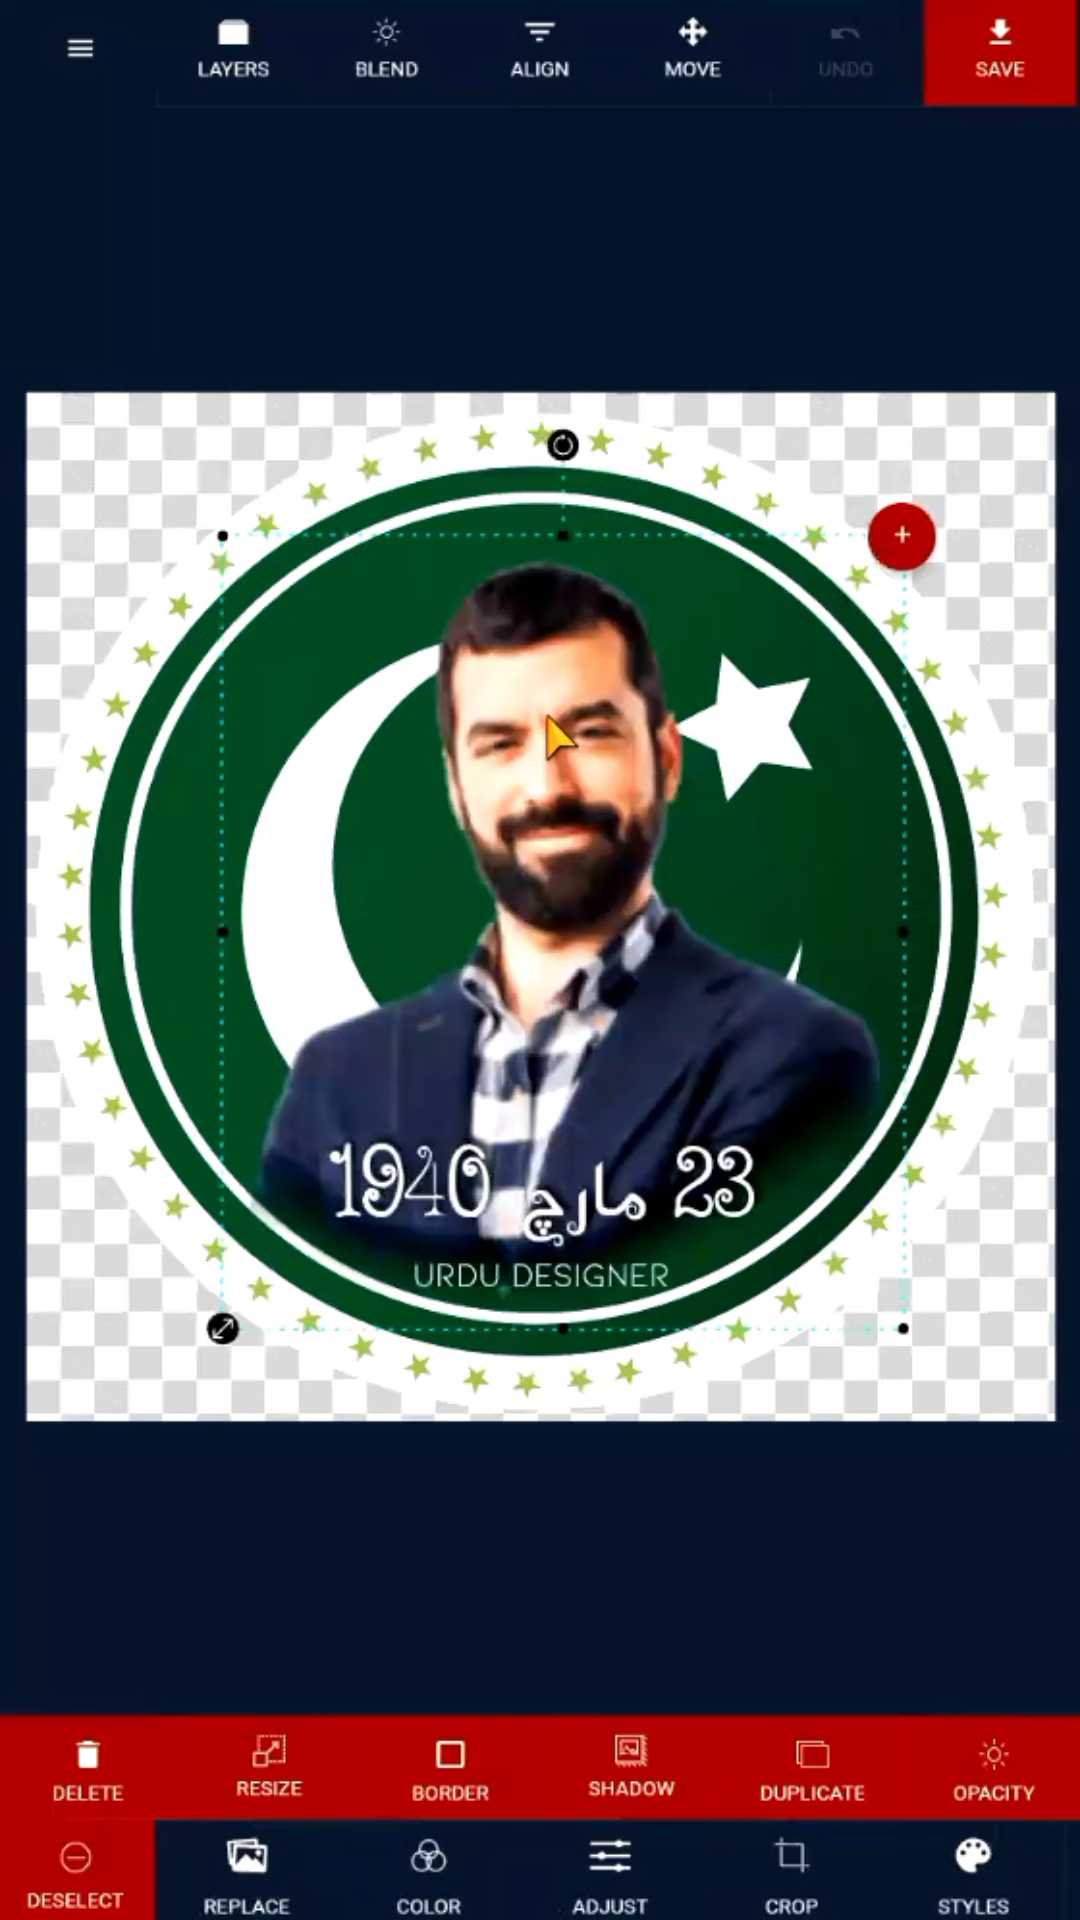 LAYERS
BLEND
ALIGN
MOVE
UNDO
SAVE
23 مارچ 1940
URDU DESIGNER
DELETE
RESIZE
BORDER
SHADOW
DUPLICATE
OPACITY
DESELECT
REPLACE
COLOR
ADJUST
CROP
STYLES